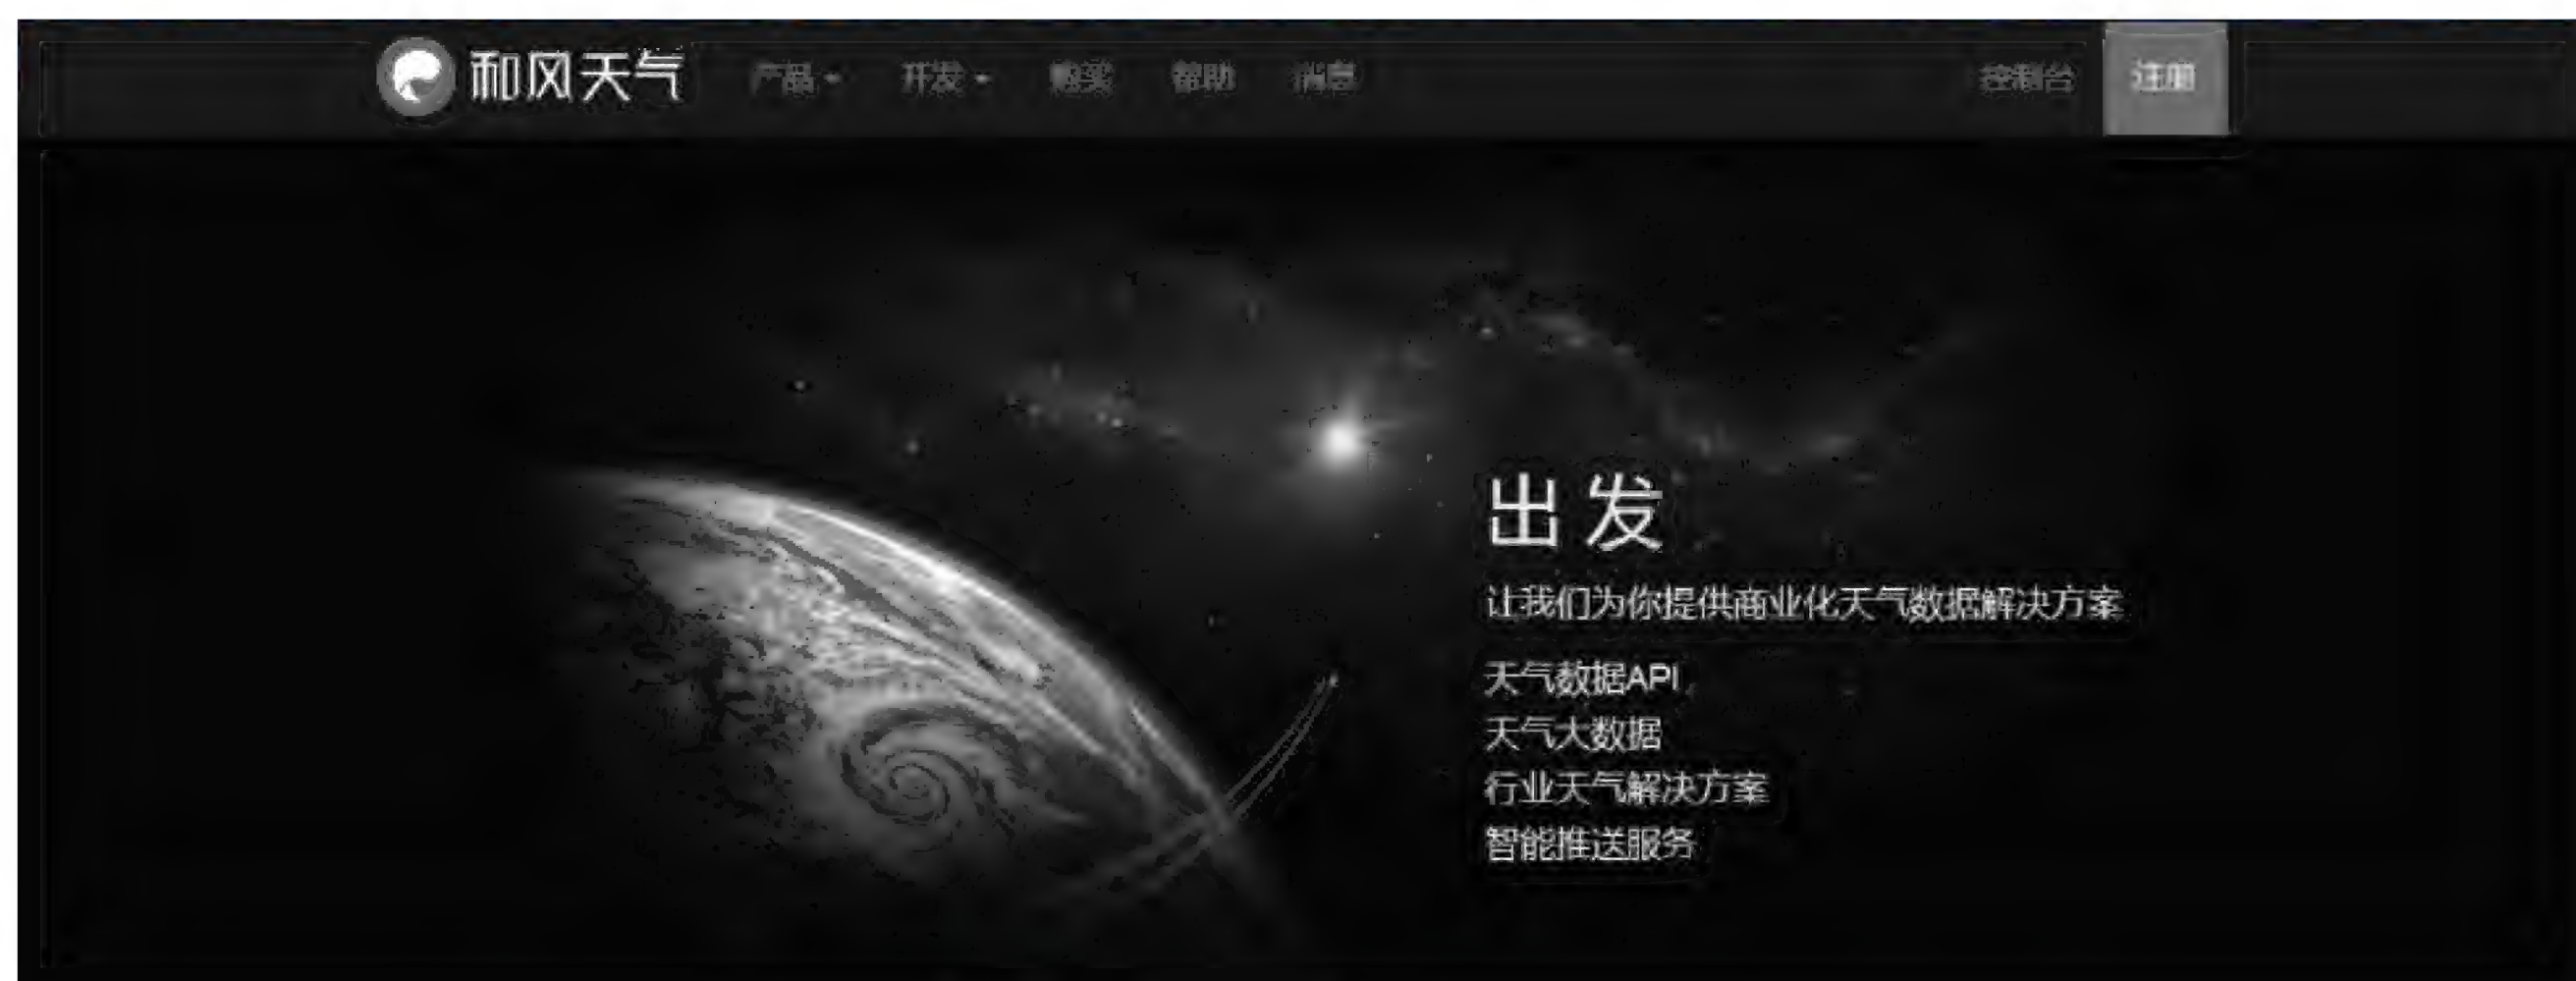 和风天气 产品 开发 购买 帮助 消息 控制台 注册
出发
让我们为你提供商业化天气数据解决方案
天气数据API
天气大数据
行业天气解决方案
智能推送服务